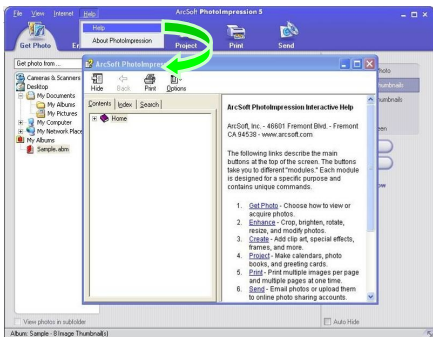 File View Internet Help
ArcSoft PhotoImpression 5
Help
About PhotoImpression
Get Photo
Project
Print
Send
Get photo from ...
Cameras & Scanners
Desktop
My Documents
My Albums
My Pictures
My Computer
My Network Place
My Albums
Sample.abm
ArcSoft PhotoImpres
Hide
Back
Print
Options
Contents
Index
Search
Home
ArcSoft PhotoImpression Interactive Help
ArcSoft, Inc. - 46601 Fremont Blvd. - Fremont
CA 94538 - www.arcsoft.com
The following links describe the main
buttons at the top of the screen. The buttons
take you to different "modules." Each module
is designed for a specific purpose and
contains unique commands.
1. Get Photo - Choose how to view or
acquire photos.
2. Enhance - Crop, brighten, rotate,
resize, and modify photos.
3. Create - Add clip art, special effects,
frames, and more.
4. Project - Make calendars, photo
books, and greeting cards.
5. Print - Print multiple images per page
and multiple pages at one time.
6. Send - Email photos or upload them
to online photo sharing accounts.
View photos in subfolder
Auto Hide
Album: Sample - 8 Image Thumbnail(s)